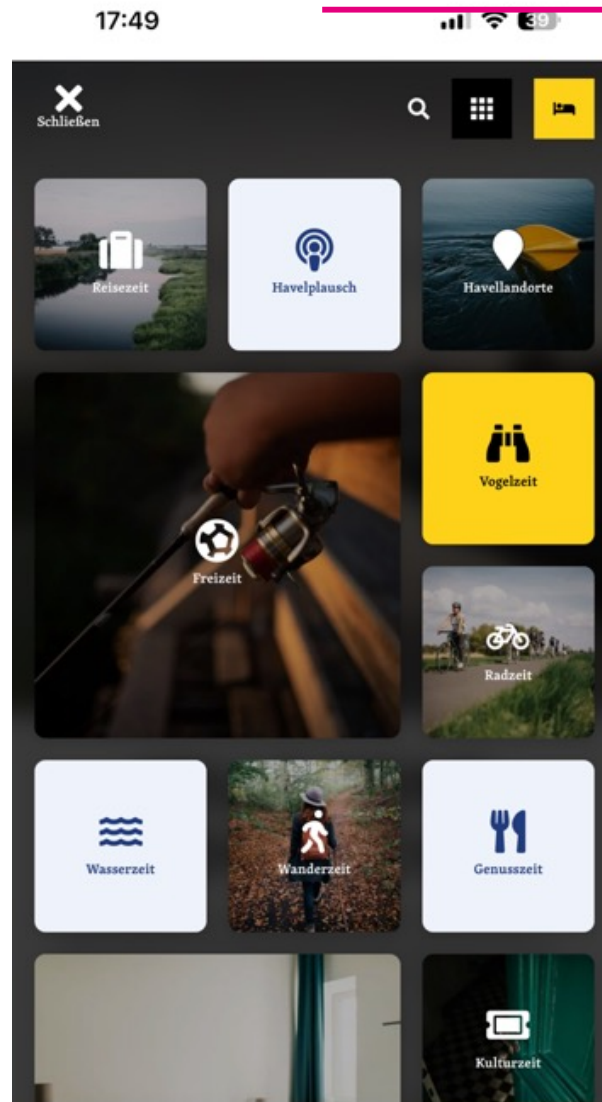 17:49
39
Schließen
Reisezeit
Havelplausch
Havellandorte
Freizeit
Vogelzeit
Radzeit
Wasserzeit
Wanderzeit
Genusszeit
Kulturzeit